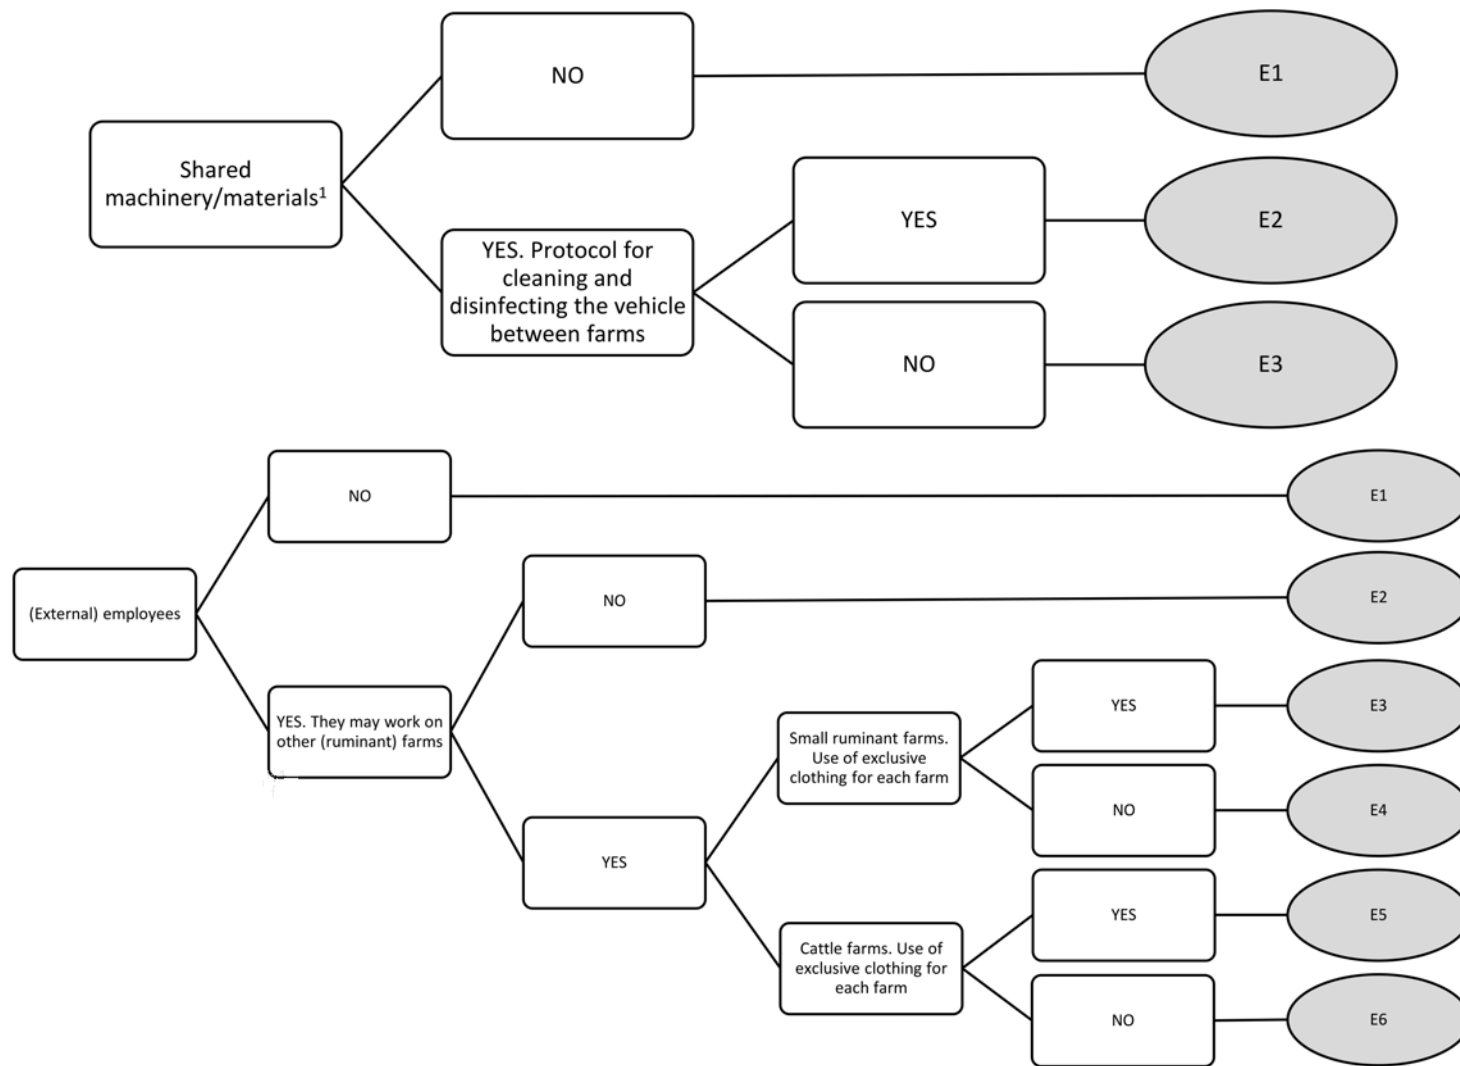 NO
E1
Shared
machinery/materials¹
YES
E2
YES. Protocol for
cleaning and
disinfecting the vehicle
between farms
NO
E3
NO
E1
(External) employees
NO
E2
YES. They may work on
other (ruminant) farms
YES
Small ruminant farms.
Use of exclusive
clothing for each farm
YES
E3
NO
E4
Cattle farms. Use of
exclusive clothing for
each farm
YES
E5
NO
E6